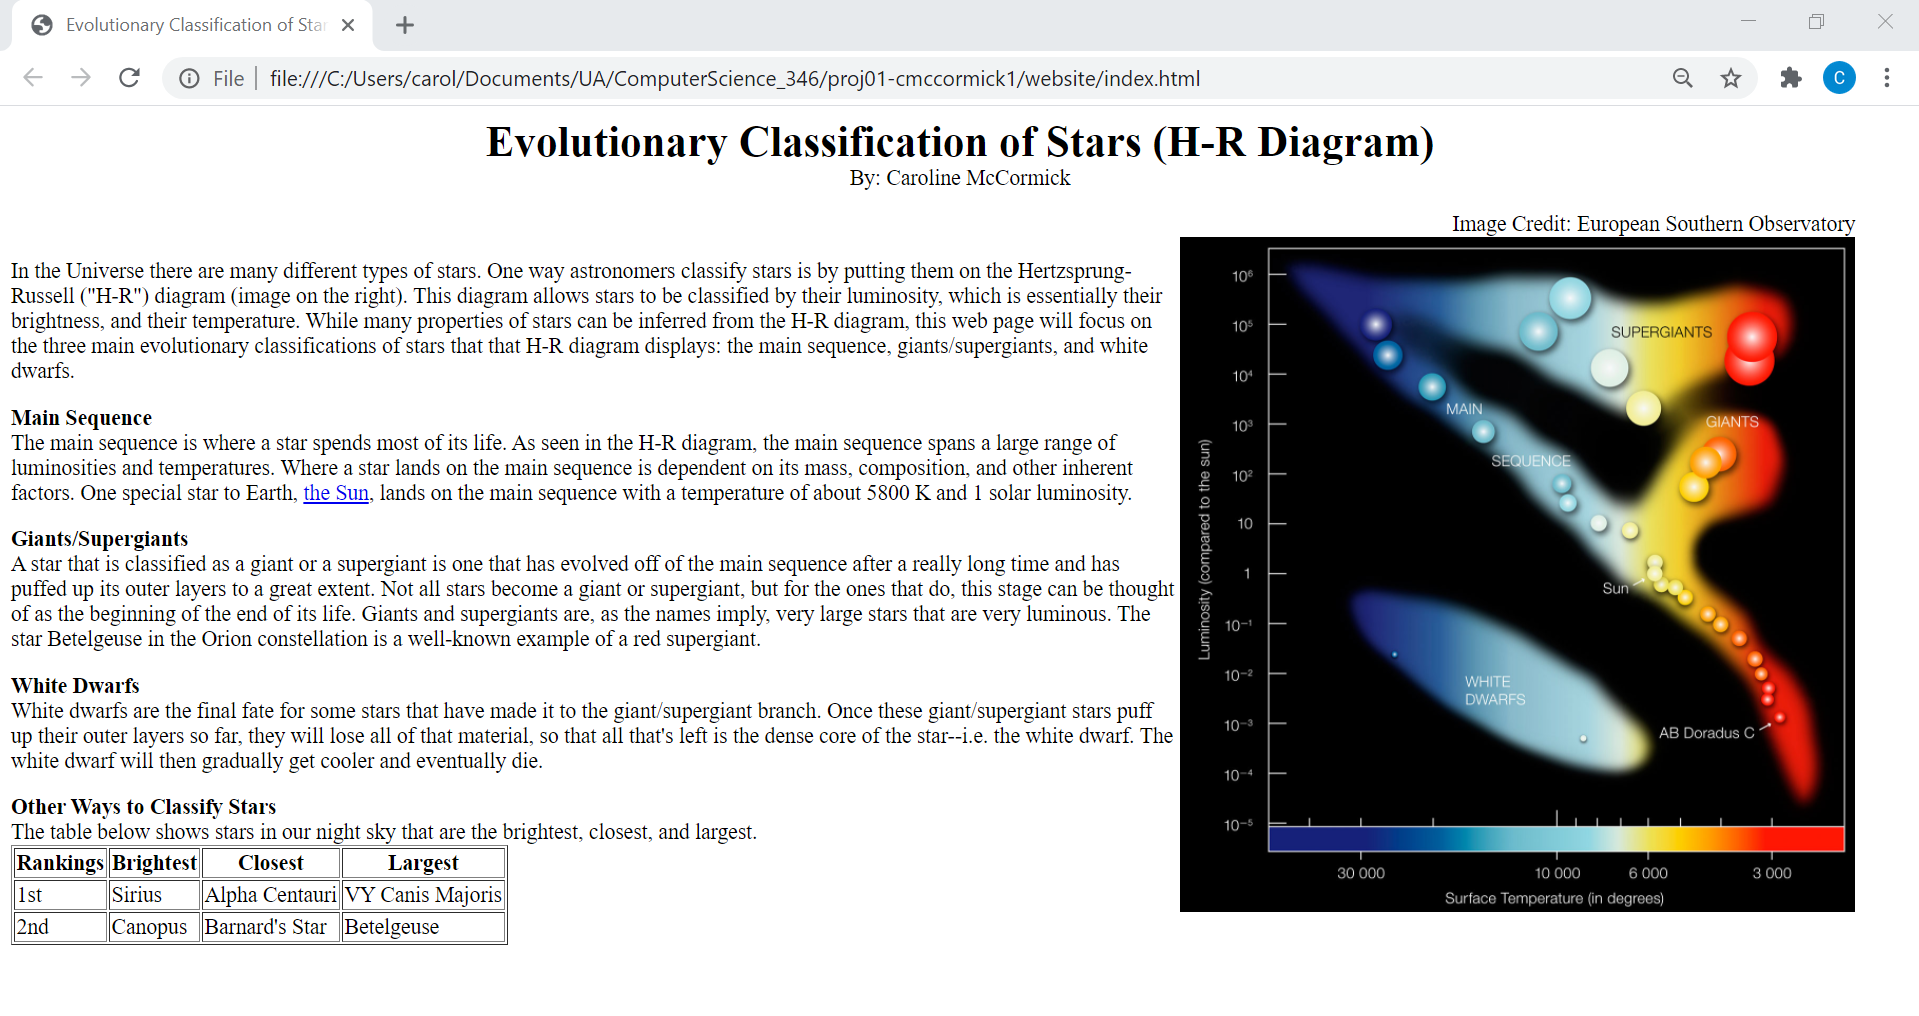 Evolutionary Classification of Star
File
file:///C:/Users/carol/Documents/UA/ComputerScience_346/proj01-cmccormick1/website/index.html
C
Evolutionary Classification of Stars (H-R Diagram)
By: Caroline McCormick
Image Credit: European Southern Observatory
In the Universe there are many different types of stars. One way astronomers classify stars is by putting them on the Hertzsprung-
Russell ("H-R") diagram (image on the right). This diagram allows stars to be classified by their luminosity, which is essentially their
brightness, and their temperature. While many properties of stars can be inferred from the H-R diagram, this web page will focus on
the three main evolutionary classifications of stars that that H-R diagram displays: the main sequence, giants/supergiants, and white
dwarfs.
Main Sequence
The main sequence is where a star spends most of its life. As seen in the H-R diagram, the main sequence spans a large range of
luminosities and temperatures. Where a star lands on the main sequence is dependent on its mass, composition, and other inherent
factors. One special star to Earth, the Sun, lands on the main sequence with a temperature of about 5800 K and 1 solar luminosity.
Giants/Supergiants
A star that is classified as a giant or a supergiant is one that has evolved off of the main sequence after a really long time and has
puffed up its outer layers to a great extent. Not all stars become a giant or supergiant, but for the ones that do, this stage can be thought
of as the beginning of the end of its life. Giants and supergiants are, as the names imply, very large stars that are very luminous. The
star Betelgeuse in the Orion constellation is a well-known example of a red supergiant.
White Dwarfs
White dwarfs are the final fate for some stars that have made it to the giant/supergiant branch. Once these giant/supergiant stars puff
up their outer layers so far, they will lose all of that material, so that all that's left is the dense core of the star--i.e. the white dwarf. The
white dwarf will then gradually get cooler and eventually die.
Other Ways to Classify Stars
The table below shows stars in our night sky that are the brightest, closest, and largest.
Rankings Brightest Closest Largest
1st Sirius Alpha Centauri VY Canis Majoris
2nd Canopus Barnard's Star Betelgeuse
Luminosity (compared to the sun)
10⁶
10⁵
10⁴
10³
10²
10
1
10⁻¹
10⁻²
10⁻³
10⁻⁴
10⁻⁵
SUPERGIANTS
MAIN
GIANTS
SEQUENCE
Sun
WHITE
DWARFS
AB Doradus C
30 000 10 000 6 000 3 000
Surface Temperature (in degrees)